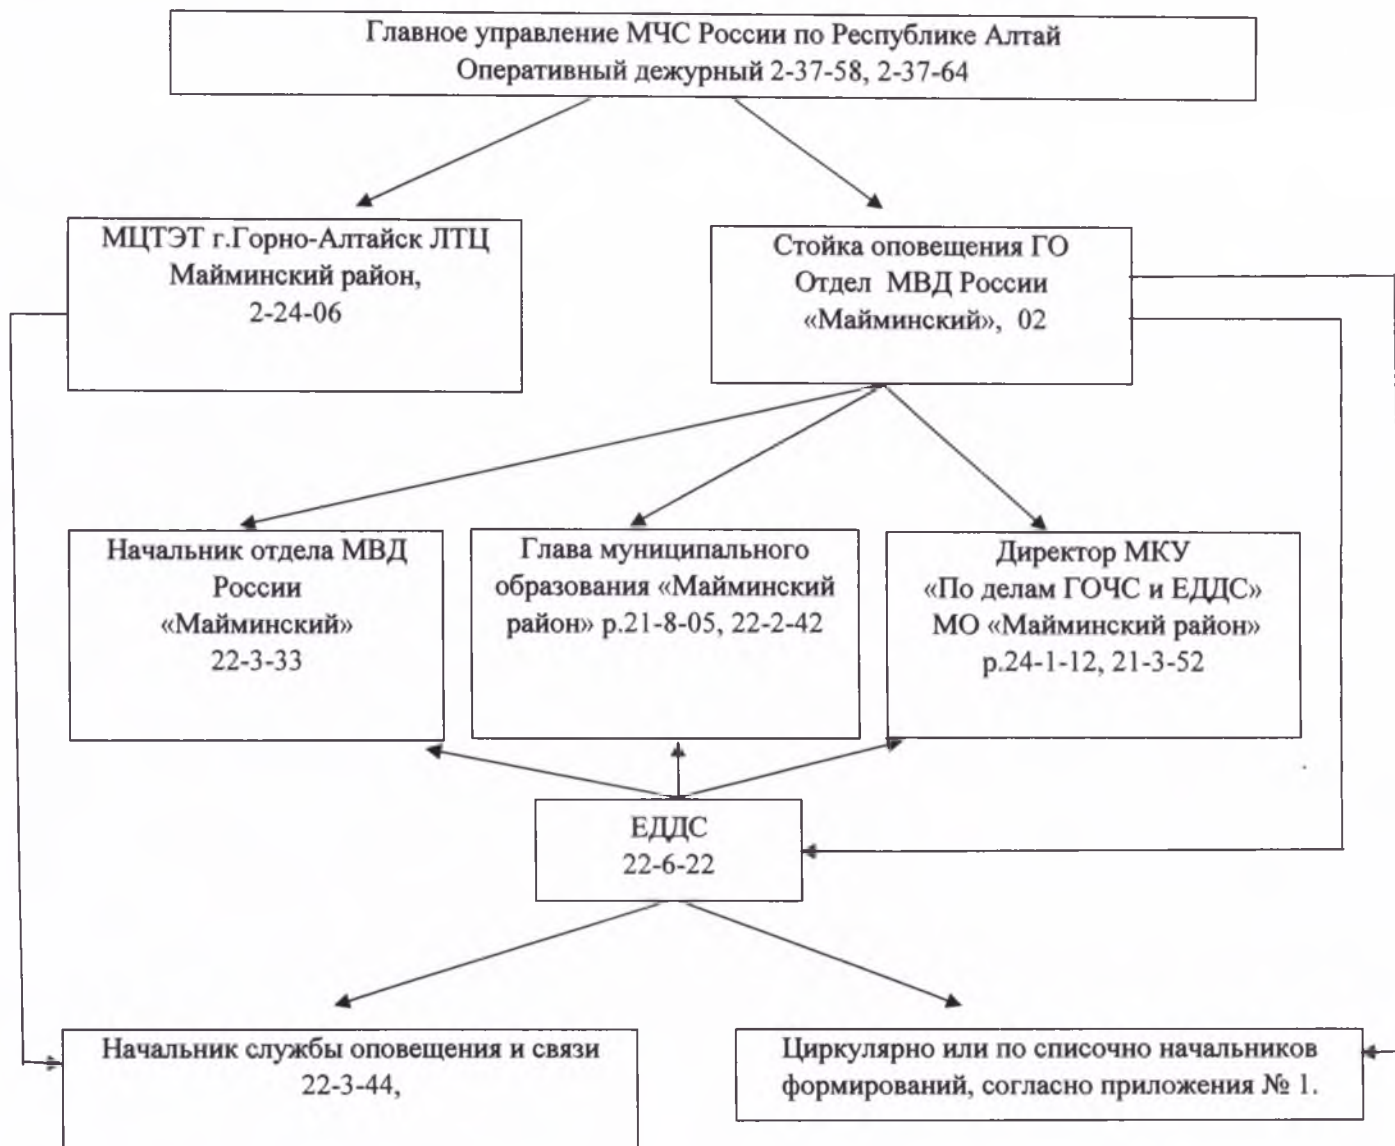 Главное управление МЧС России по Республике Алтай
Оперативный дежурный 2-37-58, 2-37-64
МЦТЭТ г.Горно-Алтайск ЛТЦ
Майминский район,
2-24-06
Стойка оповещения ГО
Отдел МВД России
«Майминский», 02
Начальник отдела МВД
России
«Майминский»
22-3-33
Глава муниципального
образования «Майминский
район» р.21-8-05, 22-2-42
Директор МКУ
«По делам ГОЧС и ЕДДС»
МО «Майминский район»
р.24-1-12, 21-3-52
ЕДДС
22-6-22
Начальник службы оповещения и связи
22-3-44,
Циркулярно или по списочно начальников
формирований, согласно приложения № 1.